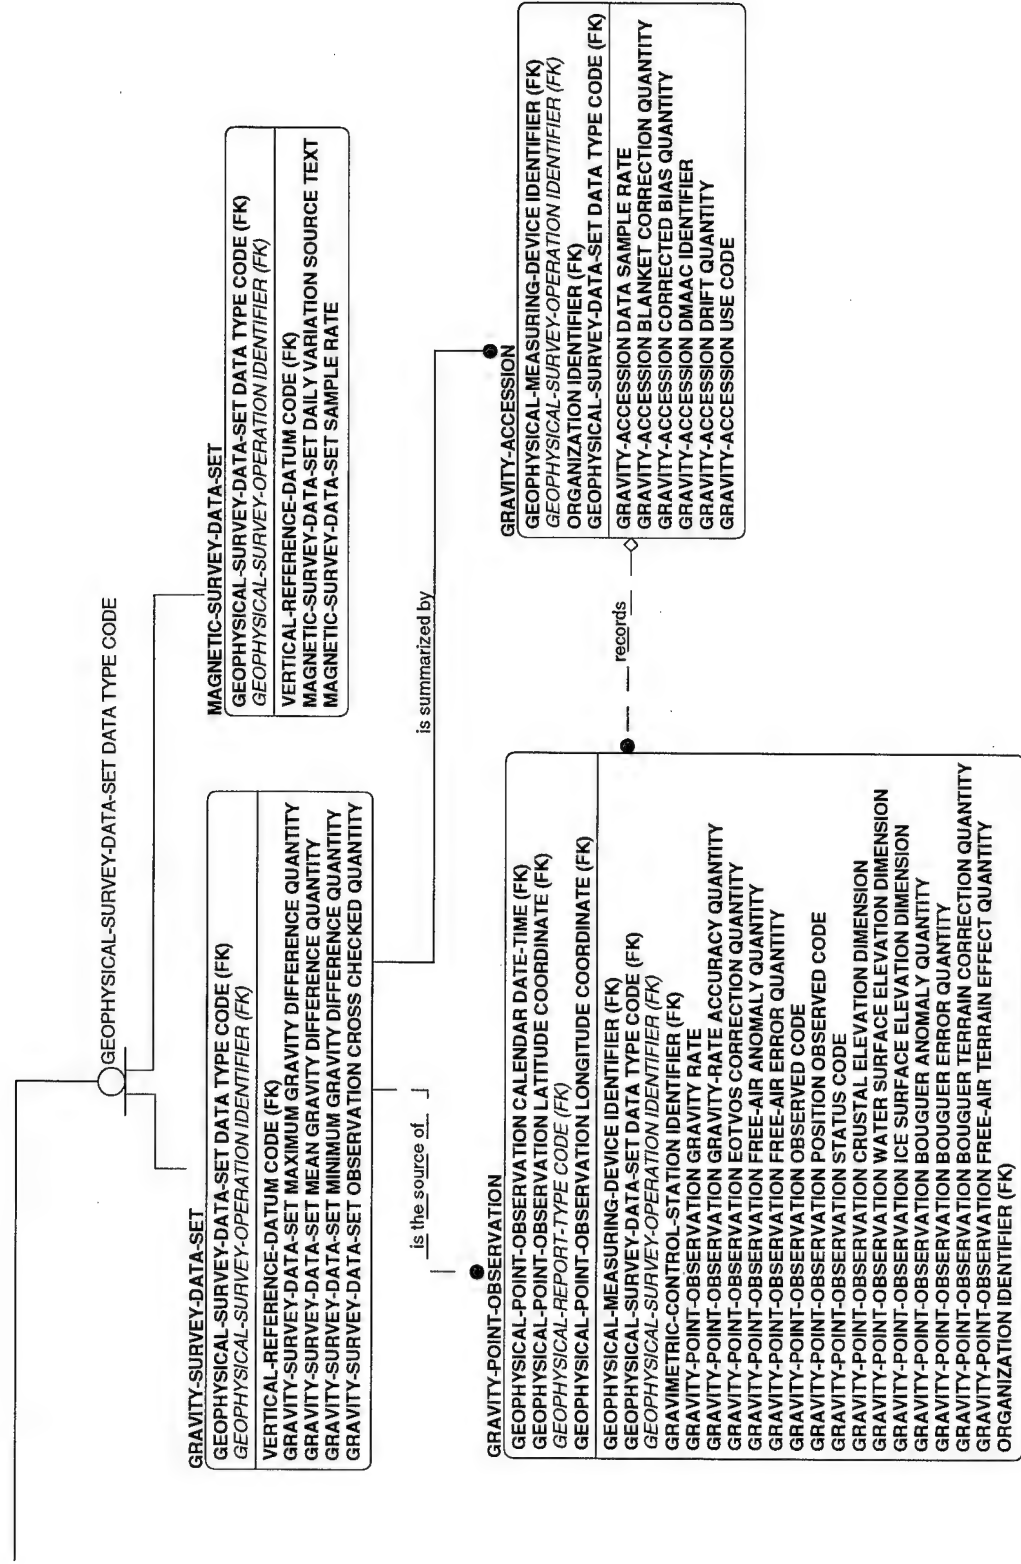 GEOPHYSICAL-SURVEY-DATA-SET DATA TYPE CODE
GRAVITY-SURVEY-DATA-SET
GEOPHYSICAL-SURVEY-DATA-SET DATA TYPE CODE (FK)
GEOPHYSICAL-SURVEY-OPERATION IDENTIFIER (FK)
VERTICAL-REFERENCE-DATUM CODE (FK)
GRAVITY-SURVEY-DATA-SET MAXIMUM GRAVITY DIFFERENCE QUANTITY
GRAVITY-SURVEY-DATA-SET MEAN GRAVITY DIFFERENCE QUANTITY
GRAVITY-SURVEY-DATA-SET MINIMUM GRAVITY DIFFERENCE QUANTITY
GRAVITY-SURVEY-DATA-SET OBSERVATION CROSS CHECKED QUANTITY
MAGNETIC-SURVEY-DATA-SET
GEOPHYSICAL-SURVEY-DATA-SET DATA TYPE CODE (FK)
GEOPHYSICAL-SURVEY-OPERATION IDENTIFIER (FK)
VERTICAL-REFERENCE-DATUM CODE (FK)
MAGNETIC-SURVEY-DATA-SET DAILY VARIATION SOURCE TEXT
MAGNETIC-SURVEY-DATA-SET SAMPLE RATE
is the source of
is summarized by
GRAVITY-POINT-OBSERVATION
GEOPHYSICAL-POINT-OBSERVATION CALENDAR DATE-TIME (FK)
GEOPHYSICAL-POINT-OBSERVATION LATITUDE COORDINATE (FK)
GEOPHYSICAL-REPORT-TYPE CODE (FK)
GEOPHYSICAL-POINT-OBSERVATION LONGITUDE COORDINATE (FK)
GEOPHYSICAL-MEASURING-DEVICE IDENTIFIER (FK)
GEOPHYSICAL-SURVEY-DATA-SET DATA TYPE CODE (FK)
GEOPHYSICAL-SURVEY-OPERATION IDENTIFIER (FK)
GRAVIMETRIC-CONTROL-STATION IDENTIFIER (FK)
GRAVITY-POINT-OBSERVATION GRAVITY RATE
GRAVITY-POINT-OBSERVATION GRAVITY-RATE ACCURACY QUANTITY
GRAVITY-POINT-OBSERVATION EOTVOS CORRECTION QUANTITY
GRAVITY-POINT-OBSERVATION FREE-AIR ANOMALY QUANTITY
GRAVITY-POINT-OBSERVATION FREE-AIR ERROR QUANTITY
GRAVITY-POINT-OBSERVATION OBSERVED CODE
GRAVITY-POINT-OBSERVATION POSITION OBSERVED CODE
GRAVITY-POINT-OBSERVATION STATUS CODE
GRAVITY-POINT-OBSERVATION CRUSTAL ELEVATION DIMENSION
GRAVITY-POINT-OBSERVATION WATER SURFACE ELEVATION DIMENSION
GRAVITY-POINT-OBSERVATION ICE SURFACE ELEVATION DIMENSION
GRAVITY-POINT-OBSERVATION BOUGUER ANOMALY QUANTITY
GRAVITY-POINT-OBSERVATION BOUGUER ERROR QUANTITY
GRAVITY-POINT-OBSERVATION BOUGUER TERRAIN CORRECTION QUANTITY
GRAVITY-POINT-OBSERVATION FREE-AIR TERRAIN EFFECT QUANTITY
ORGANIZATION IDENTIFIER (FK)
records
GRAVITY-ACCESSION
GEOPHYSICAL-MEASURING-DEVICE IDENTIFIER (FK)
GEOPHYSICAL-SURVEY-OPERATION IDENTIFIER (FK)
ORGANIZATION IDENTIFIER (FK)
GEOPHYSICAL-SURVEY-DATA-SET DATA TYPE CODE (FK)
GRAVITY-ACCESSION DATA SAMPLE RATE
GRAVITY-ACCESSION BLANKET CORRECTION QUANTITY
GRAVITY-ACCESSION CORRECTED BIAS QUANTITY
GRAVITY-ACCESSION DMAAC IDENTIFIER
GRAVITY-ACCESSION DRIFT QUANTITY
GRAVITY-ACCESSION USE CODE